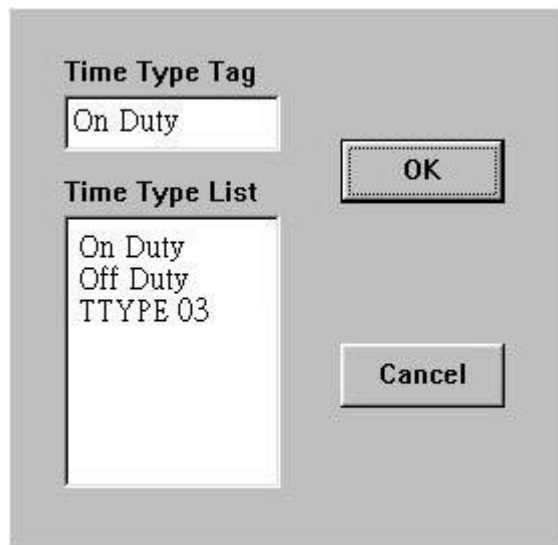 Time Type Tag
On Duty
OK
Time Type List
On Duty
Off Duty
TTYPE 03
Cancel